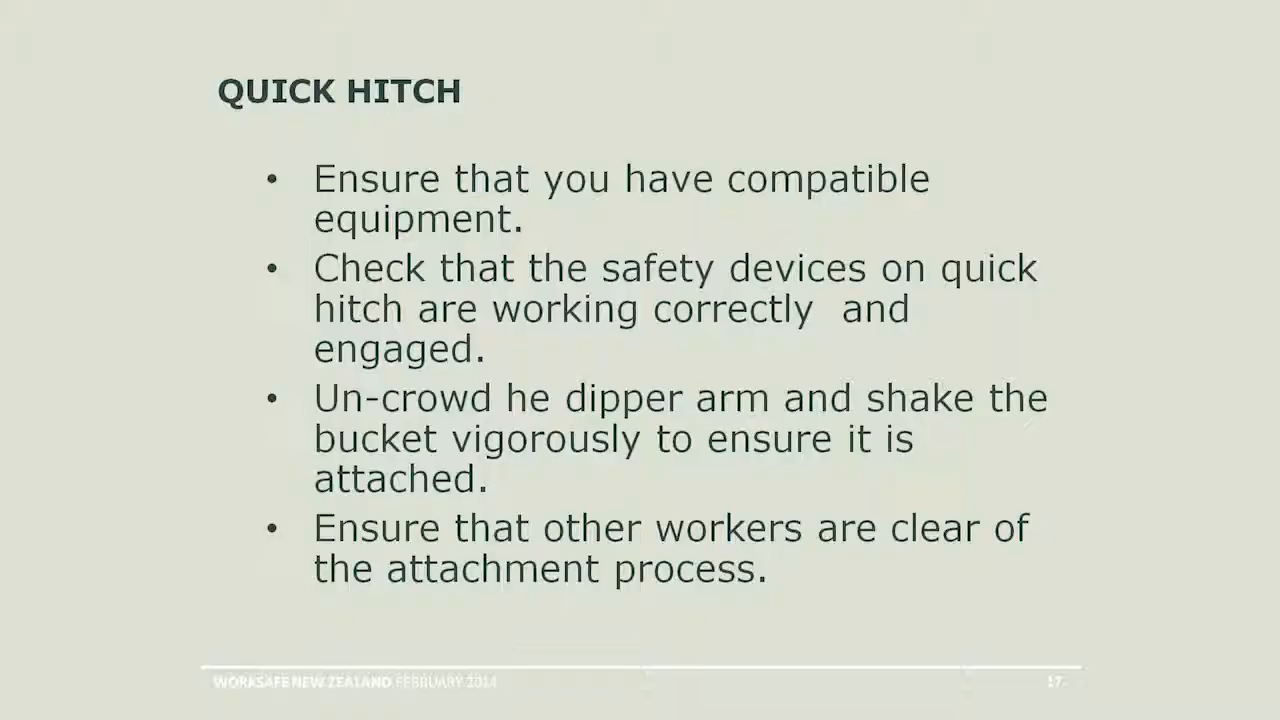 QUICK HITCH
• Ensure that you have compatible
equipment.
• Check that the safety devices on quick
hitch are working correctly  and
engaged.
• Un-crowd he dipper arm and shake the
bucket vigorously to ensure it is
attached.
• Ensure that other workers are clear of
the attachment process.
WORKSAFE NEW ZEALAND FEBRUARY 2014
17